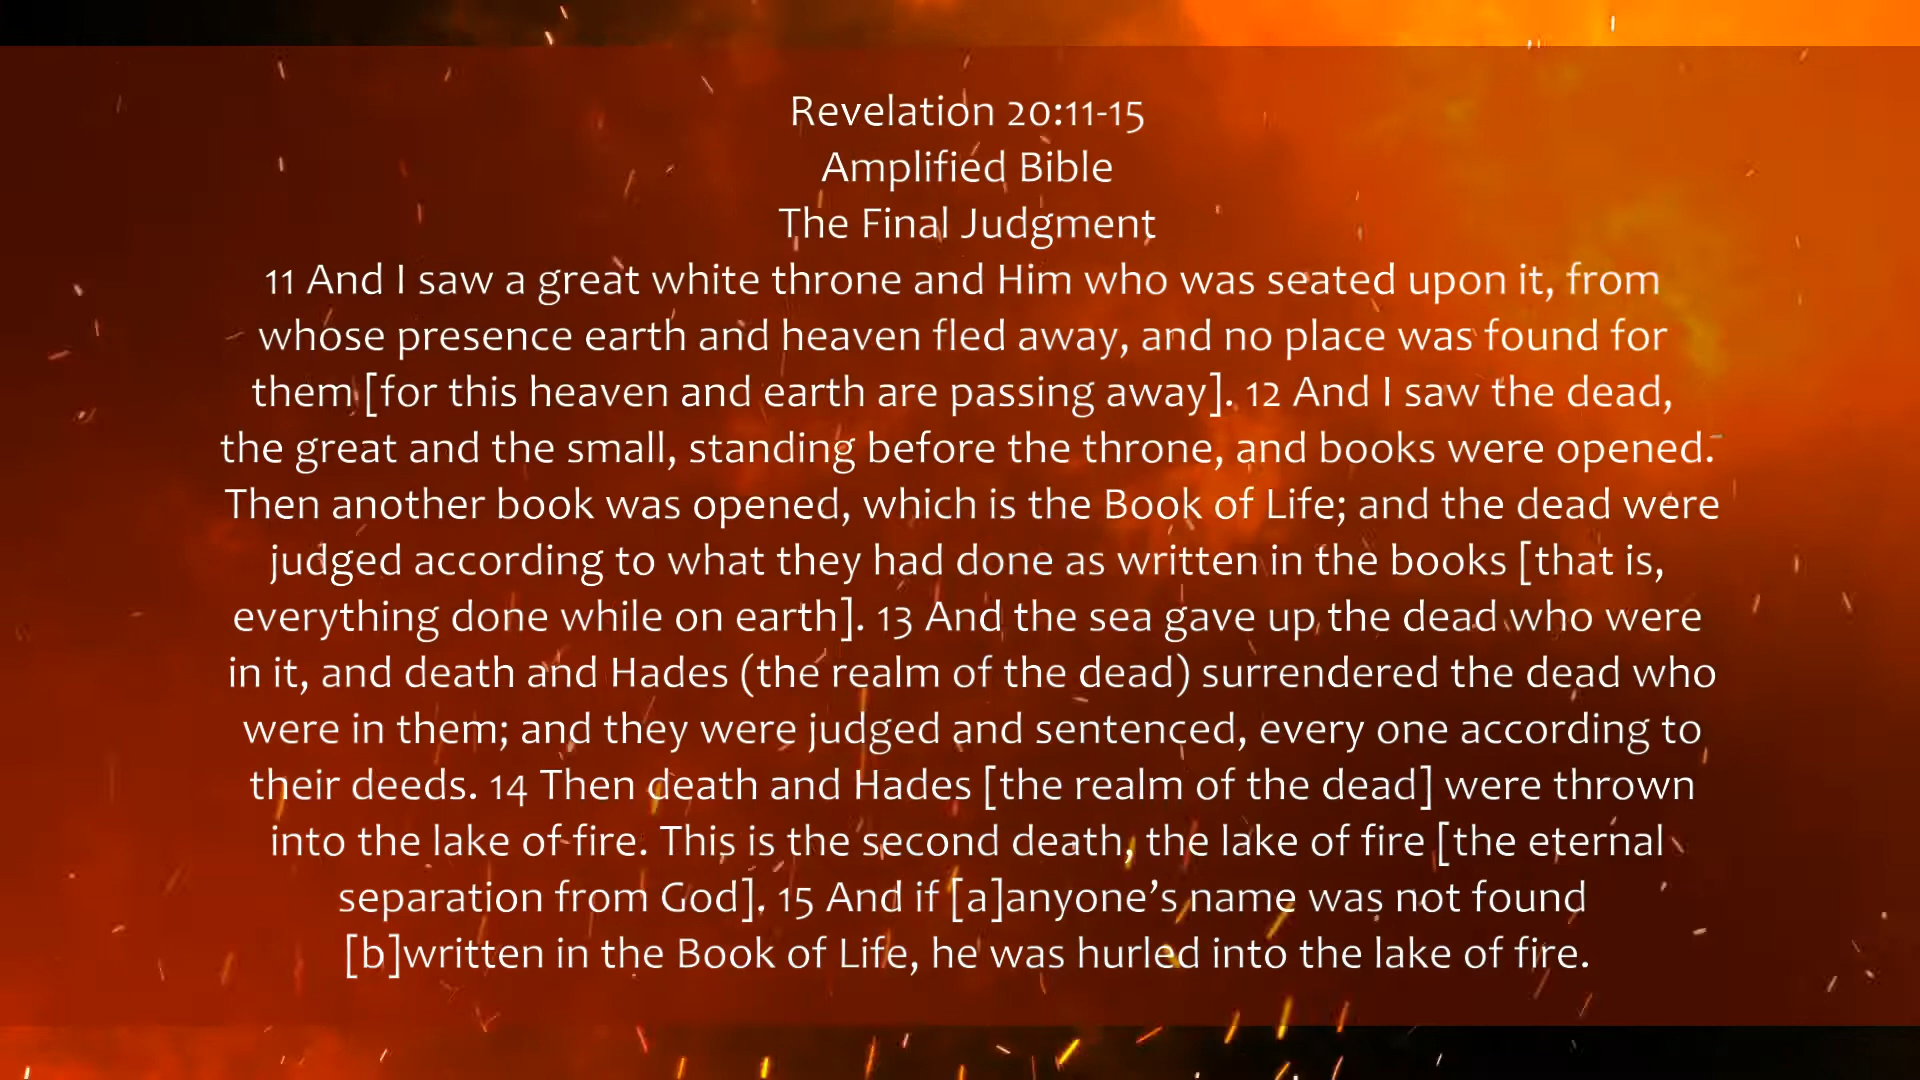 Revelation 20:11-15
Amplified Bible
The Final Judgment
11 And I saw a great white throne and Him who was seated upon it, from
whose presence earth and heaven fled away, and no place was found for
them [for this heaven and earth are passing away]. 12 And I saw the dead,
the great and the small, standing before the throne, and books were opened.
Then another book was opened, which is the Book of Life; and the dead were
judged according to what they had done as written in the books [that is,
everything done while on earth]. 13 And the sea gave up the dead who were
in it, and death and Hades (the realm of the dead) surrendered the dead who
were in them; and they were judged and sentenced, every one according to
their deeds. 14 Then death and Hades [the realm of the dead] were thrown
into the lake of fire. This is the second death, the lake of fire [the eternal
separation from God]. 15 And if [a]anyone’s name was not found
[b]written in the Book of Life, he was hurled into the lake of fire.